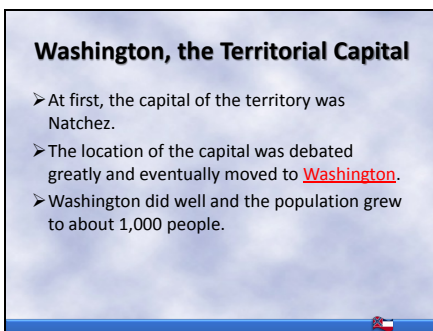 Washington, the Territorial Capital
➢At first, the capital of the territory was
Natchez.
➢The location of the capital was debated
greatly and eventually moved to Washington.
➢Washington did well and the population grew
to about 1,000 people.